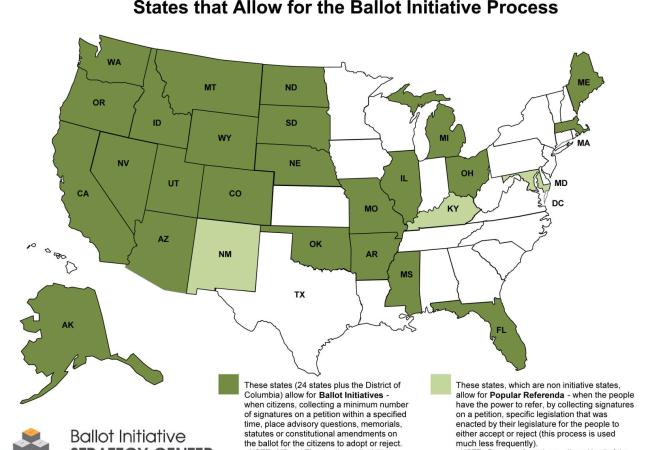 States that Allow for the Ballot Initiative Process
WA
MT
ND
ME
OR
ID
SD
WY
MI
MA
NE
NV
IL
OH
UT
CO
MD
CA
MO
KY
DC
AZ
NM
OK
AR
MS
TX
AK
FL
These states (24 states plus the District of
Columbia) allow for Ballot Initiatives -
when citizens, collecting a minimum number
of signatures on a petition within a specified
time, place advisory questions, memorials,
statutes or constitutional amendments on
the ballot for the citizens to adopt or reject.
These states, which are non initiative states,
allow for Popular Referenda - when the people
have the power to refer, by collecting signatures
on a petition, specific legislation that was
enacted by their legislature for the people to
either accept or reject (this process is used
much less frequently).
Ballot Initiative
STRATEGY CENTER